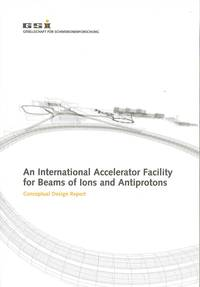 GSI
GESELLSCHAFT FÜR SCHWERIONENFORSCHUNG
An International Accelerator Facility
for Beams of Ions and Antiprotons
Conceptual Design Report